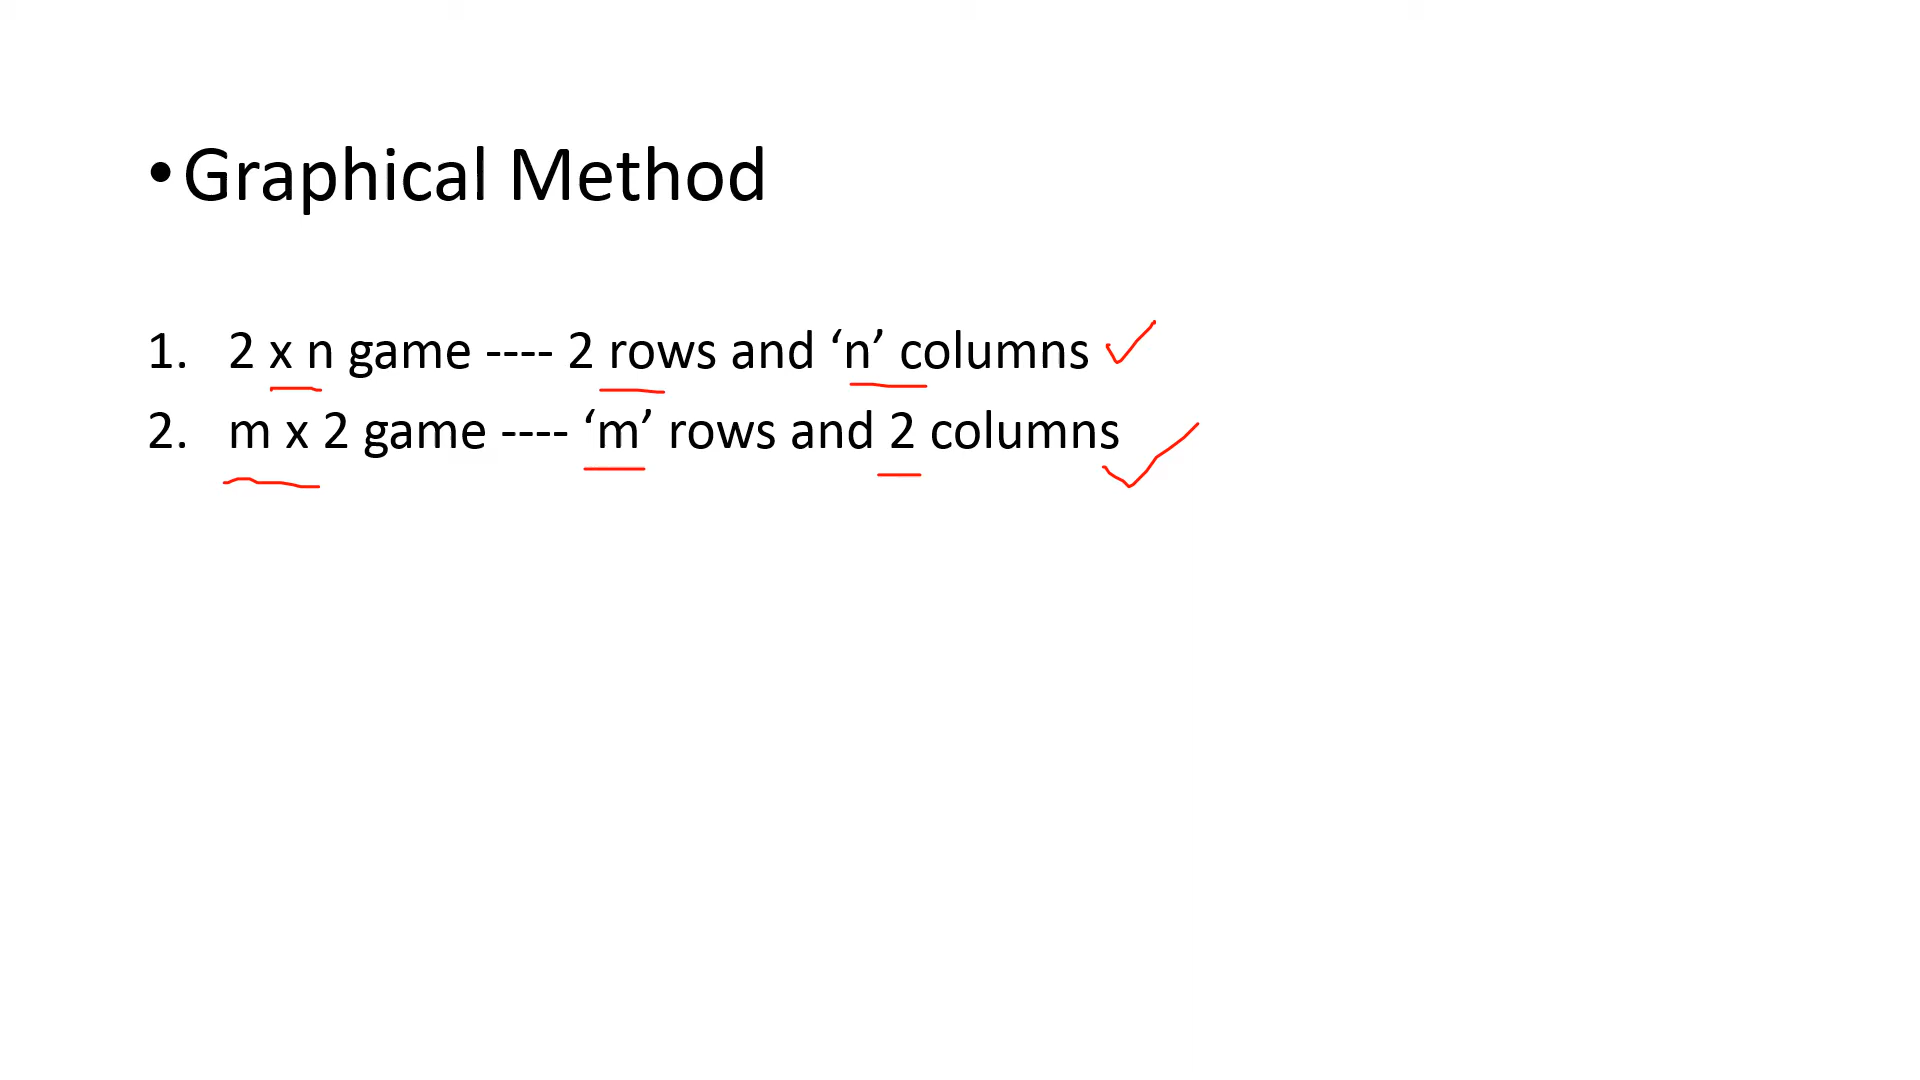 • Graphical Method
1. 2 x n game ---- 2 rows and ‘n’ columns
2. m x 2 game ---- ‘m’ rows and 2 columns